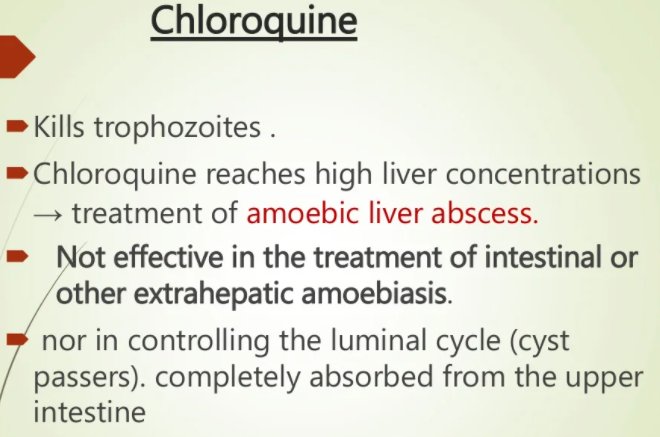 Chloroquine
Kills trophozoites .
Chloroquine reaches high liver concentrations
→ treatment of amoebic liver abscess.
Not effective in the treatment of intestinal or
other extrahepatic amoebiasis.
nor in controlling the luminal cycle (cyst
passers). completely absorbed from the upper
intestine